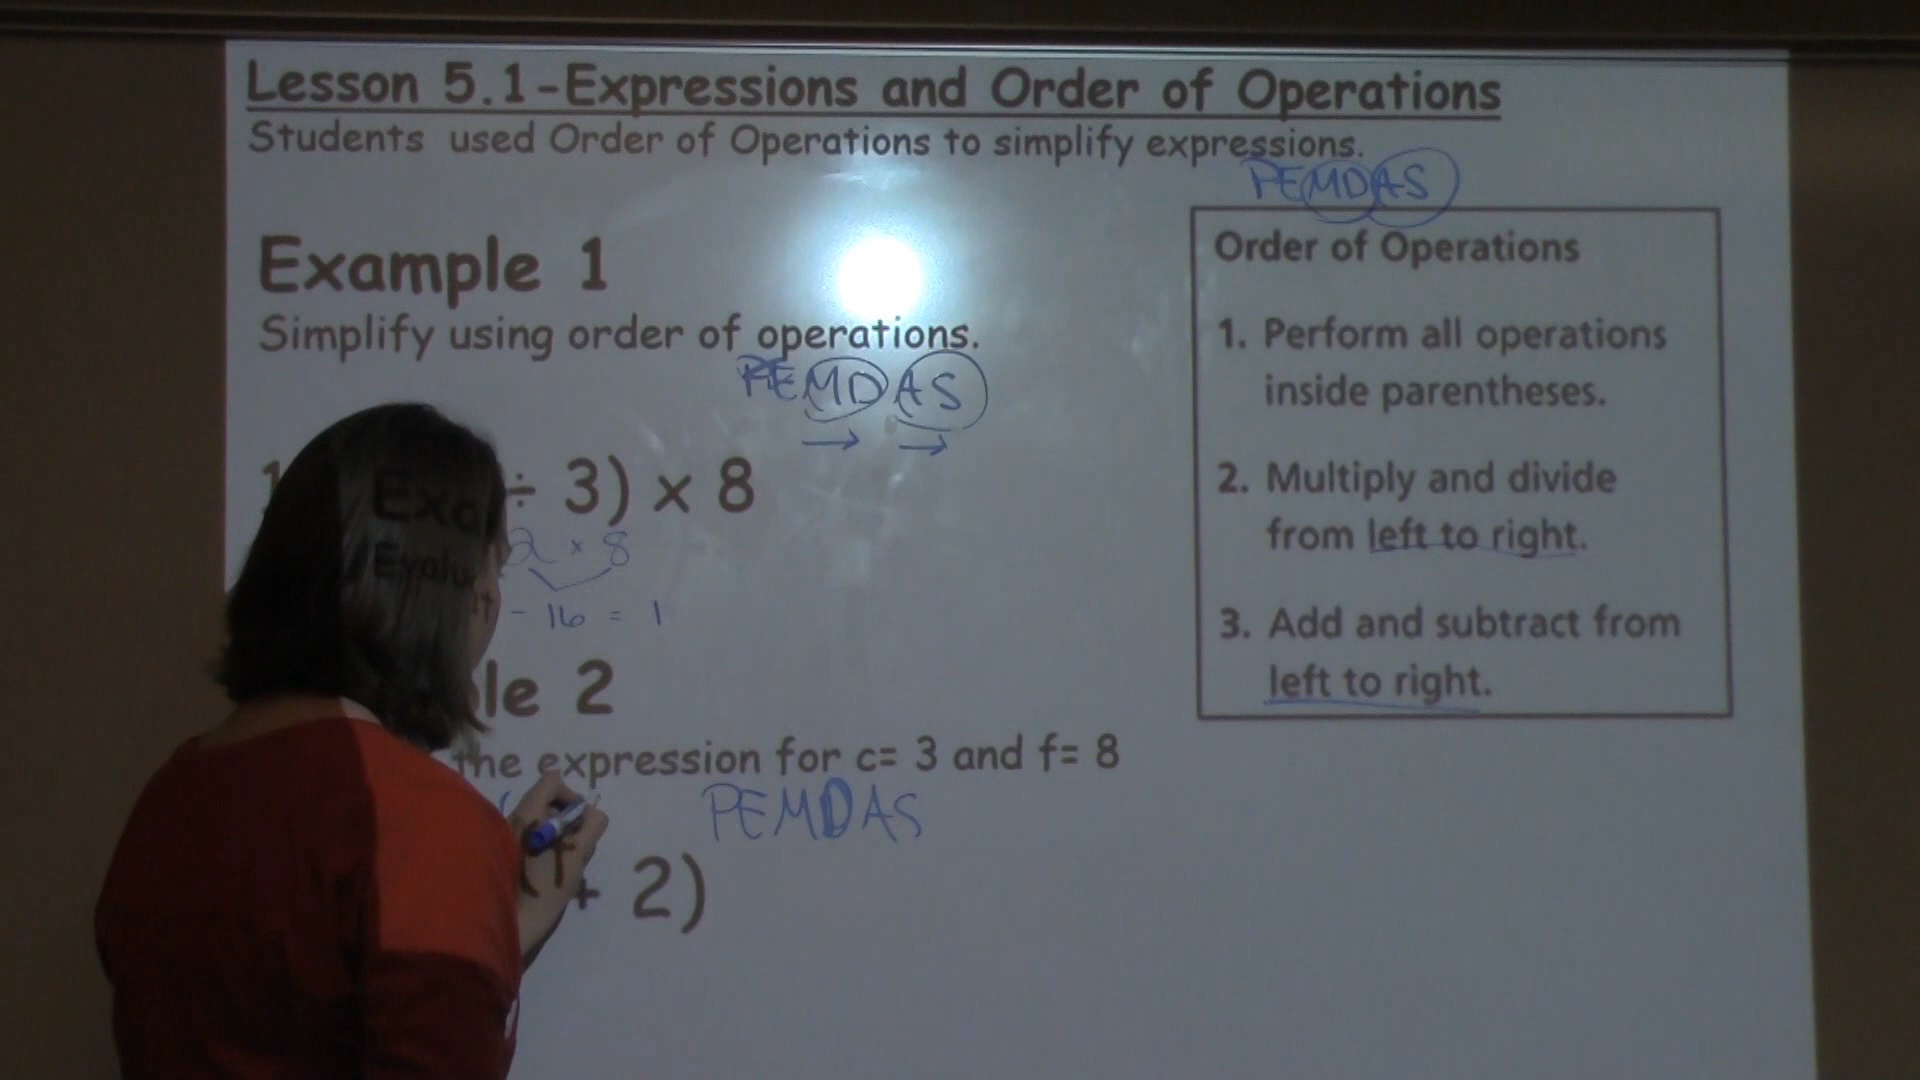 Lesson 5.1-Expressions and Order of Operations
Students used Order of Operations to simplify expressions.
PEMDAS
Example 1
Simplify using order of operations.
PEMDAS
÷ 3) x 8
2 x 8
- 16 = 1
le 2
the expression for c= 3 and f= 8
PEMDAS
(f + 2)
Order of Operations
1. Perform all operations
inside parentheses.
2. Multiply and divide
from left to right.
3. Add and subtract from
left to right.